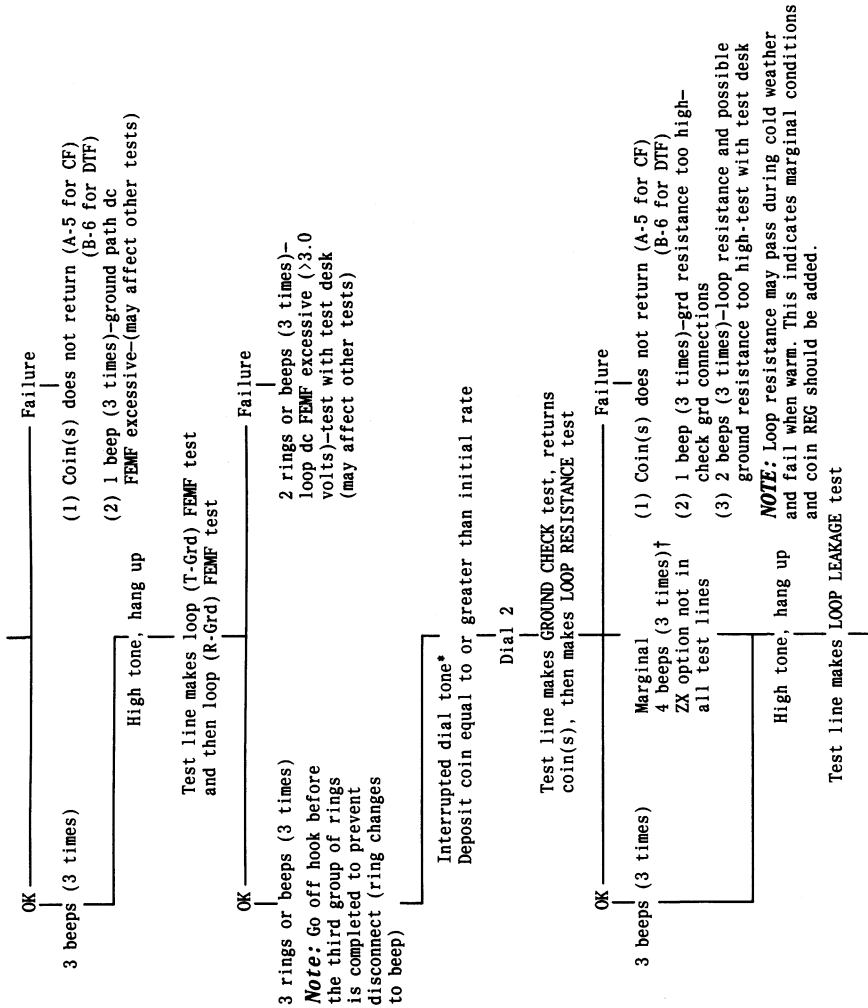 OK
Failure
3 beeps (3 times)
(1) Coin(s) does not return (A-5 for CF)
(B-6 for DTF)
(2) 1 beep (3 times)-ground path dc
FEMF excessive-(may affect other tests)
High tone, hang up
Test line makes loop (T-Grd) FEMF test
and then loop (R-Grd) FEMF test
OK
Failure
3 rings or beeps (3 times)
Note: Go off hook before
the third group of rings
is completed to prevent
disconnect (ring changes
to beep)
2 rings or beeps (3 times)-
loop dc FEMF excessive (>3.0
volts)-test with test desk
(may affect other tests)
Interrupted dial tone*
Deposit coin equal to or greater than initial rate
Dial 2
Test line makes GROUND CHECK test, returns
coin(s), then makes LOOP RESISTANCE test
OK
Failure
3 beeps (3 times)
Marginal
4 beeps (3 times)†
ZX option not in
all test lines
(1) Coin(s) does not return (A-5 for CF)
(B-6 for DTF)
(2) 1 beep (3 times)-grd resistance too high-
check grd connections
(3) 2 beeps (3 times)-loop resistance and possible
ground resistance too high-test with test desk
NOTE: Loop resistance may pass during cold weather
and fail when warm. This indicates marginal conditions
and coin REG should be added.
High tone, hang up
Test line makes LOOP LEAKAGE test